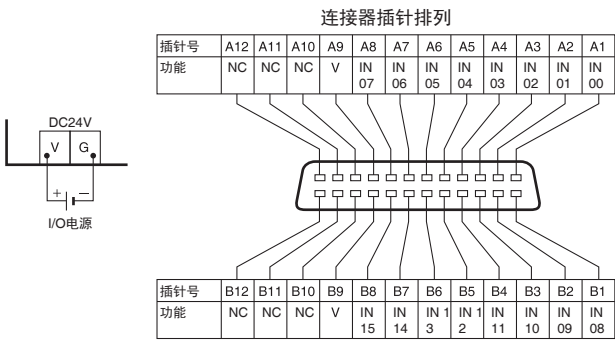 连接器插针排列
插针号 A12 A11 A10 A9 A8 A7 A6 A5 A4 A3 A2 A1
功能 NC NC NC V IN 07 IN 06 IN 05 IN 04 IN 03 IN 02 IN 01 IN 00
DC24V
V G
+ −
I/O电源
插针号 B12 B11 B10 B9 B8 B7 B6 B5 B4 B3 B2 B1
功能 NC NC NC V IN 15 IN 14 IN 1 3 IN 1 2 IN 11 IN 10 IN 09 IN 08